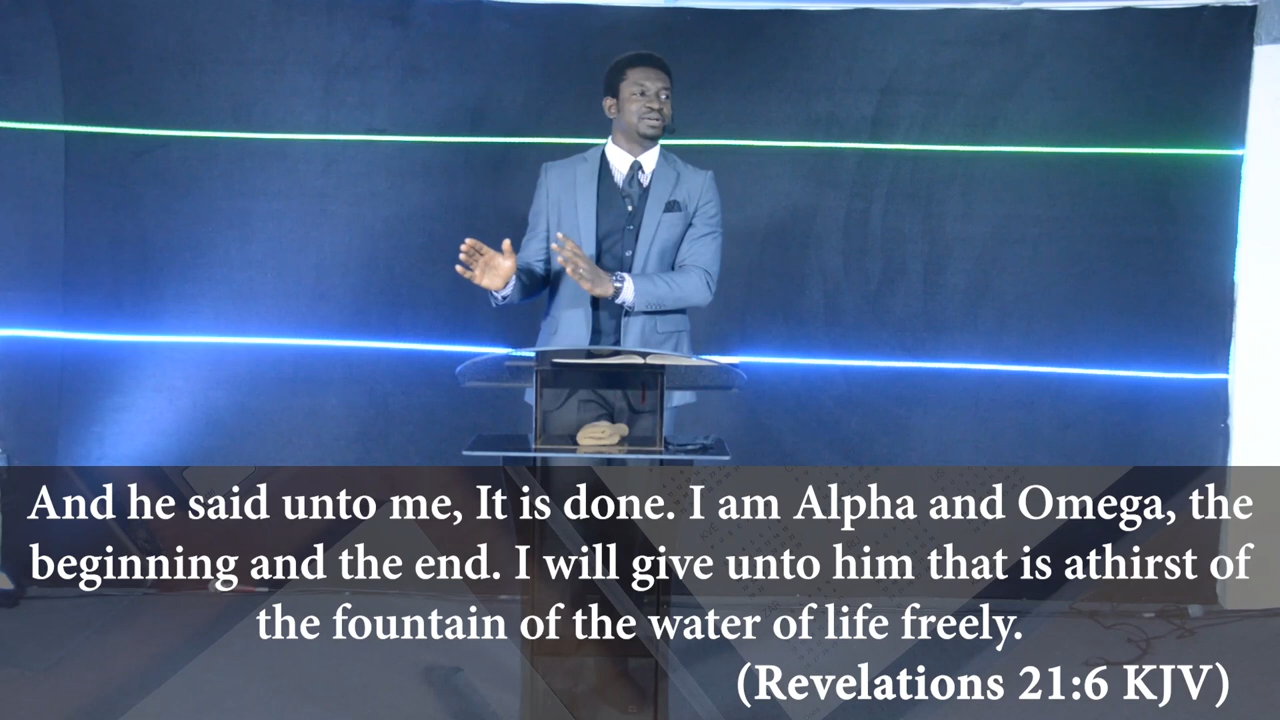 And he said unto me, It is done. I am Alpha and Omega, the
beginning and the end. I will give unto him that is athirst of
the fountain of the water of life freely.
(Revelations 21:6 KJV)